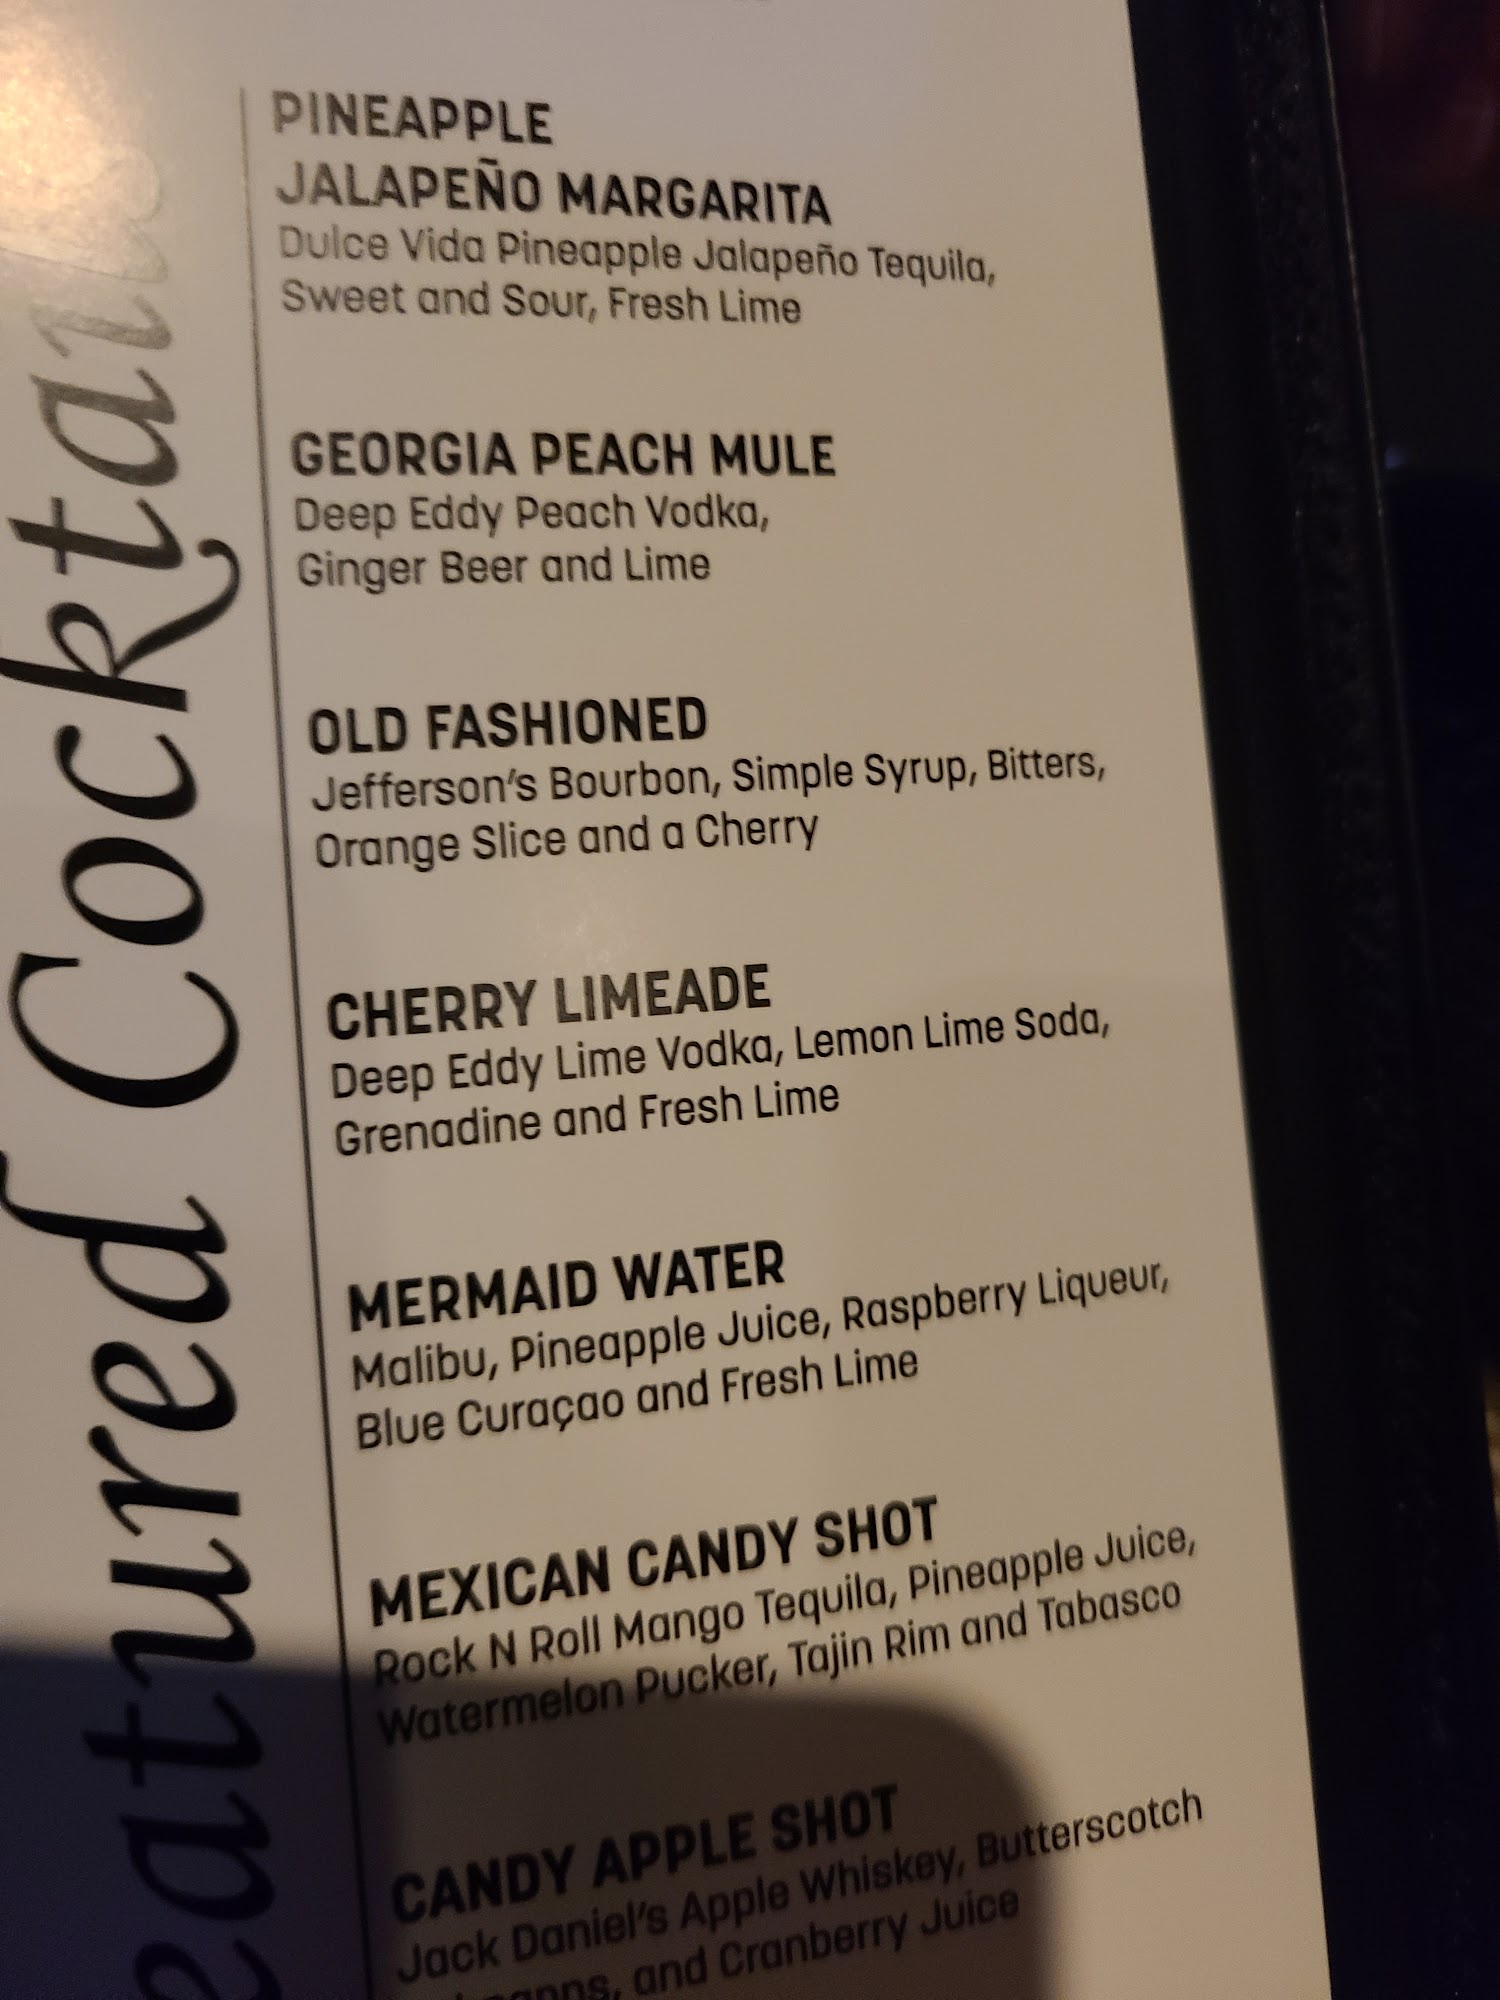 PINEAPPLE
JALAPEÑO MARGARITA
Dulce Vida Pineapple Jalapeño Tequila,
Sweet and Sour, Fresh Lime
GEORGIA PEACH MULE
Deep Eddy Peach Vodka,
Ginger Beer and Lime
OLD FASHIONED
Jefferson's Bourbon, Simple Syrup, Bitters,
Orange Slice and a Cherry
CHERRY LIMEADE
Deep Eddy Lime Vodka, Lemon Lime Soda,
Grenadine and Fresh Lime
MERMAID WATER
Malibu, Pineapple Juice, Raspberry Liqueur,
Blue Curaçao and Fresh Lime
MEXICAN CANDY SHOT
Rock N Roll Mango Tequila, Pineapple Juice,
Watermelon Pucker, Tajin Rim and Tabasco
CANDY APPLE SHOT
Jack Daniel's Apple Whiskey, Butterscotch
and Cranberry Juice